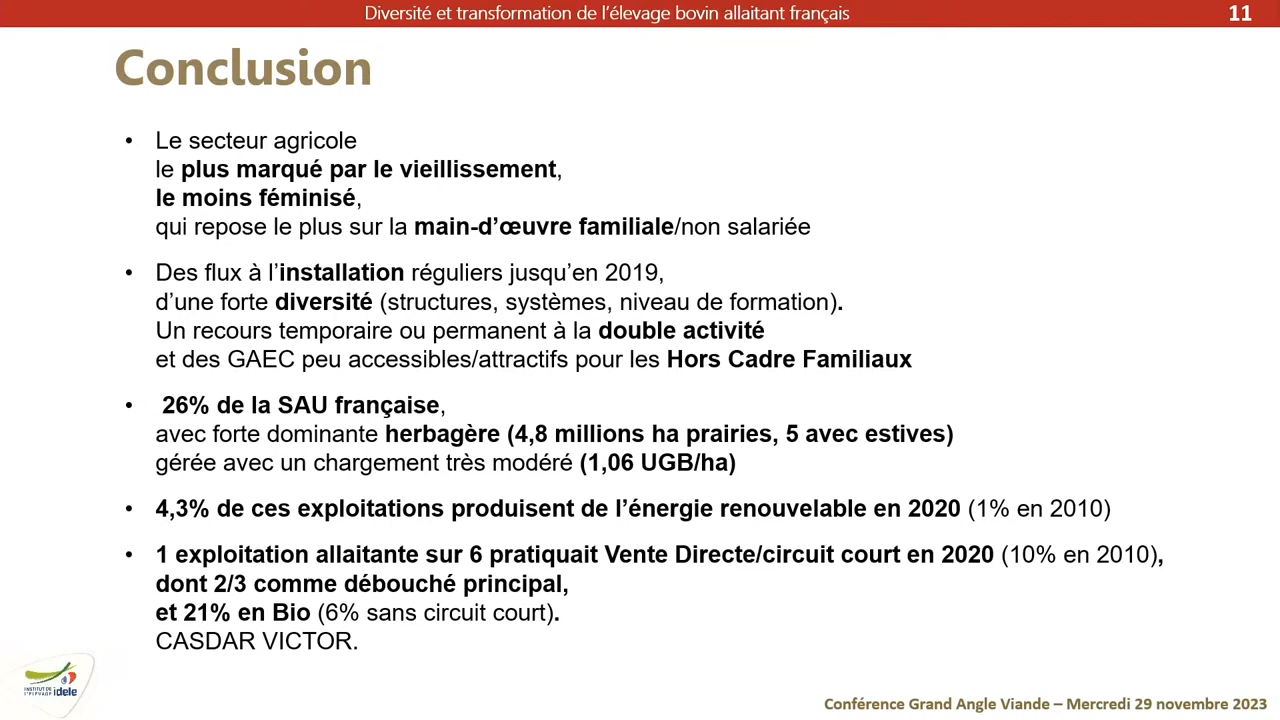 Diversité et transformation de l'élevage bovin allaitant français
11
Conclusion
• Le secteur agricole
le plus marqué par le vieillissement,
le moins féminisé,
qui repose le plus sur la main-d'œuvre familiale/non salariée
• Des flux à l'installation réguliers jusqu'en 2019,
d'une forte diversité (structures, systèmes, niveau de formation).
Un recours temporaire ou permanent à la double activité
et des GAEC peu accessibles/attractifs pour les Hors Cadre Familiaux
• 26% de la SAU française,
avec forte dominante herbagère (4,8 millions ha prairies, 5 avec estives)
gérée avec un chargement très modéré (1,06 UGB/ha)
• 4,3% de ces exploitations produisent de l'énergie renouvelable en 2020 (1% en 2010)
• 1 exploitation allaitante sur 6 pratiquait Vente Directe/circuit court en 2020 (10% en 2010),
dont 2/3 comme débouché principal,
et 21% en Bio (6% sans circuit court).
CASDAR VICTOR.
INSTITUT DE
L'ELEVAGE idele
Conférence Grand Angle Viande – Mercredi 29 novembre 2023